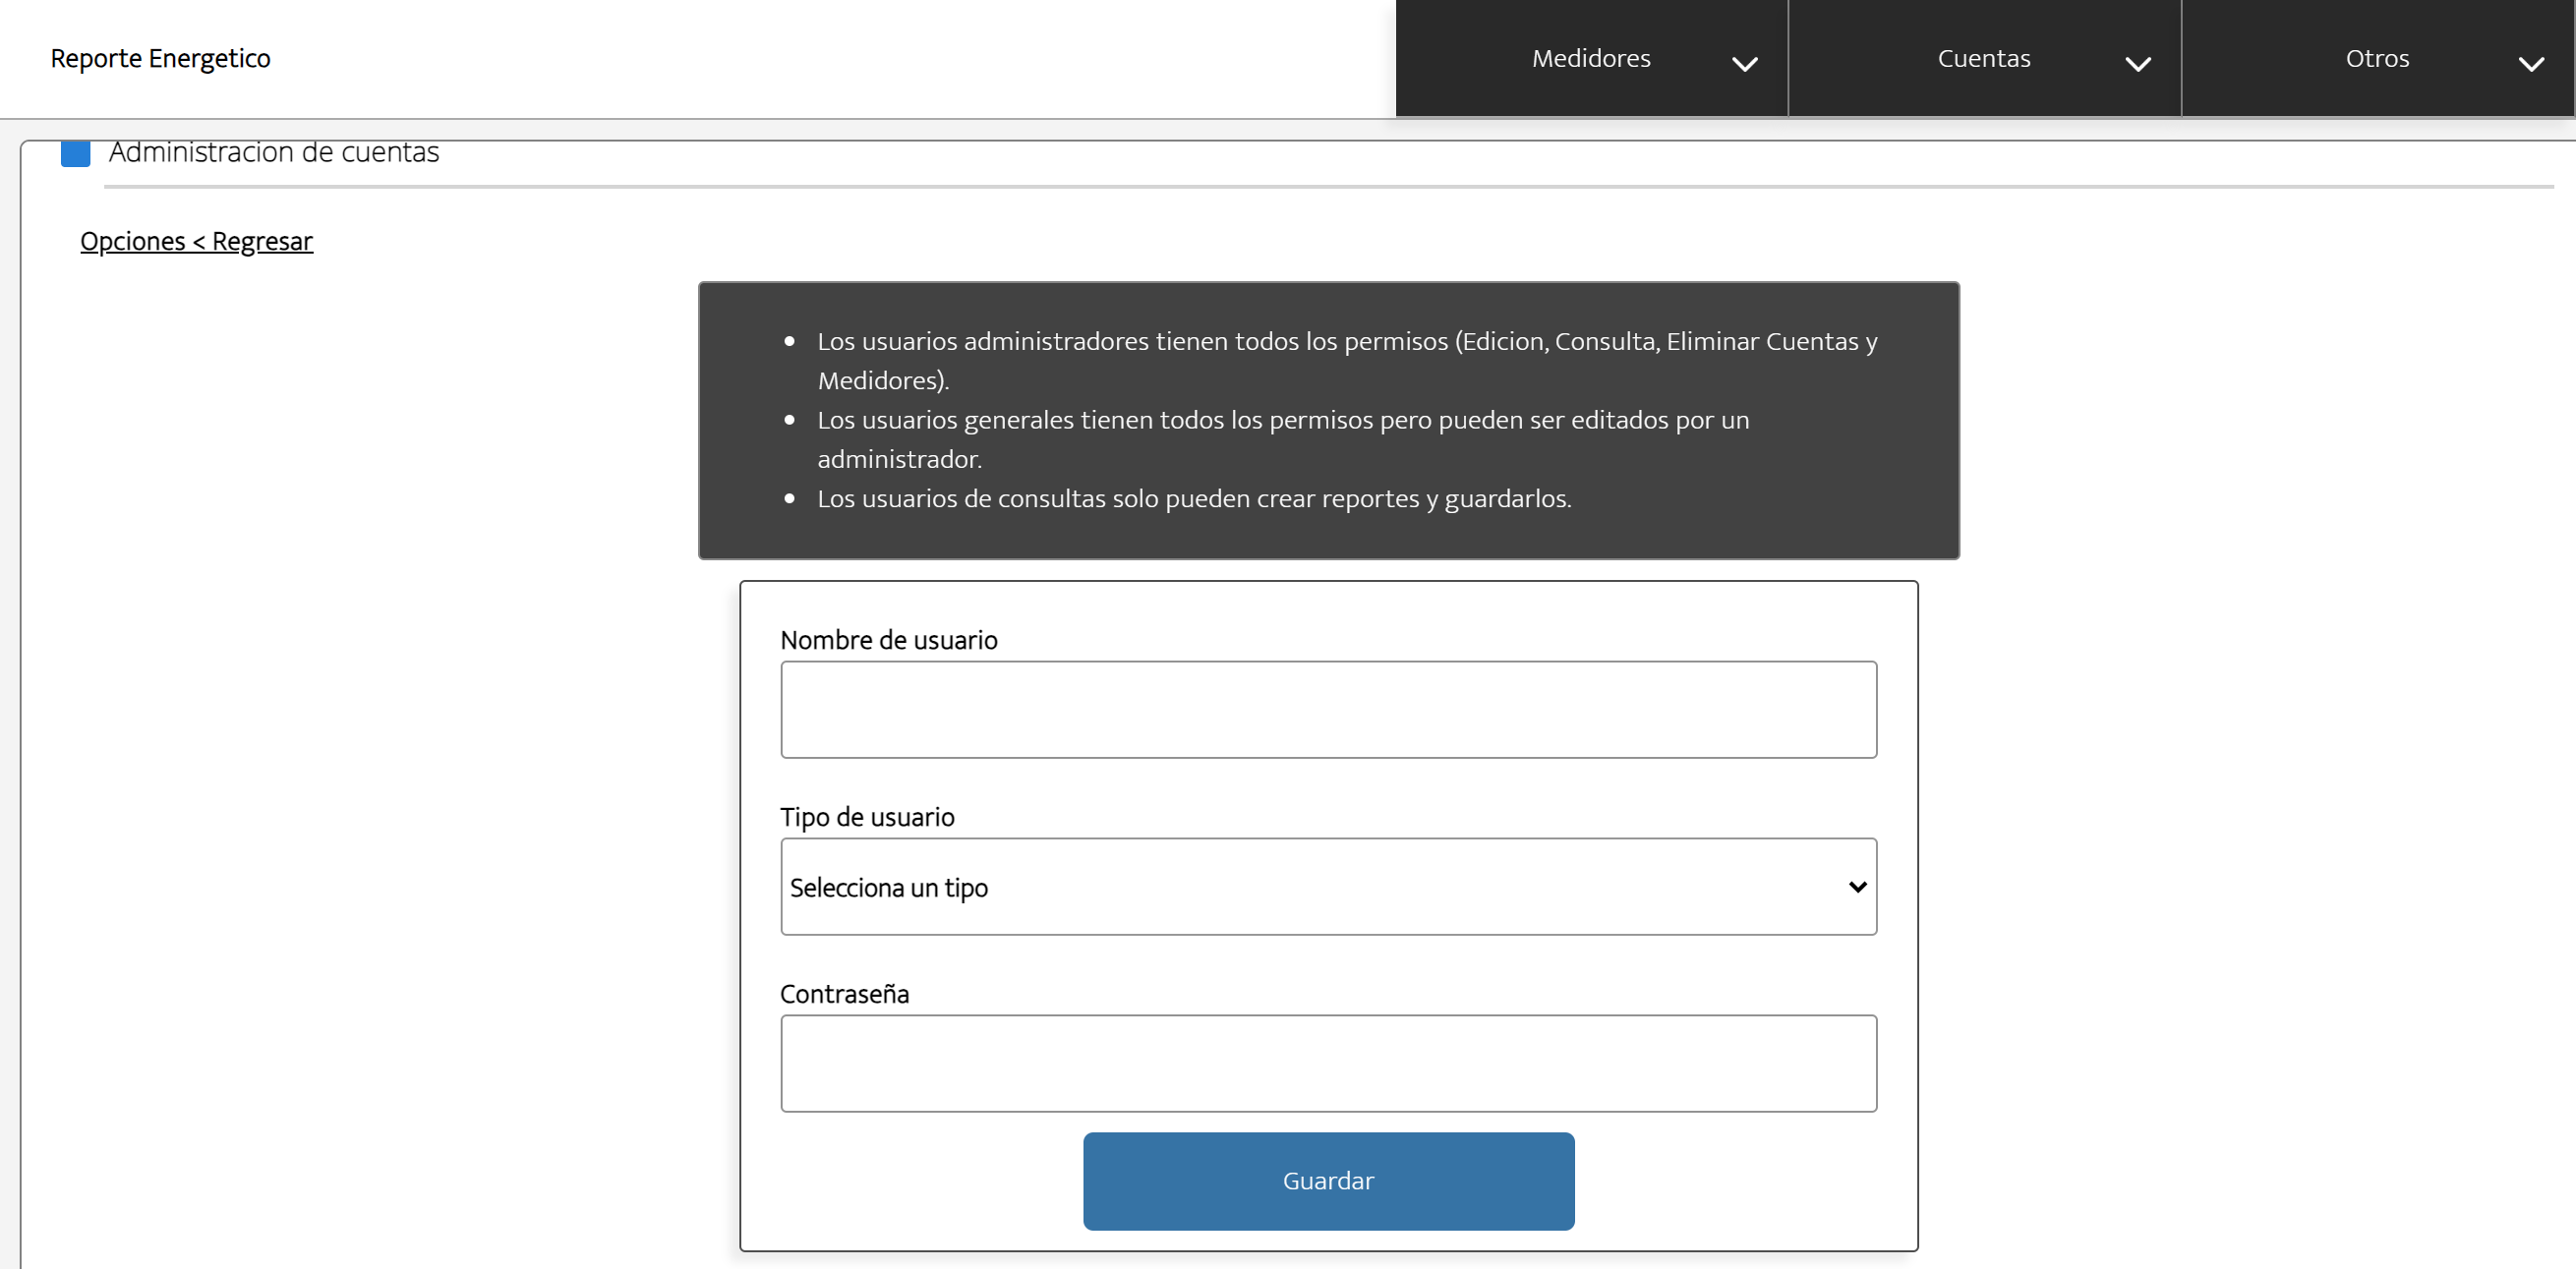 Reporte Energetico
Medidores
Cuentas
Otros
Administracion de cuentas
Opciones < Regresar
Los usuarios administradores tienen todos los permisos (Edicion, Consulta, Eliminar Cuentas y
Medidores).
Los usuarios generales tienen todos los permisos pero pueden ser editados por un
administrador.
Los usuarios de consultas solo pueden crear reportes y guardarlos.
Nombre de usuario
Tipo de usuario
Selecciona un tipo
Contraseña
Guardar